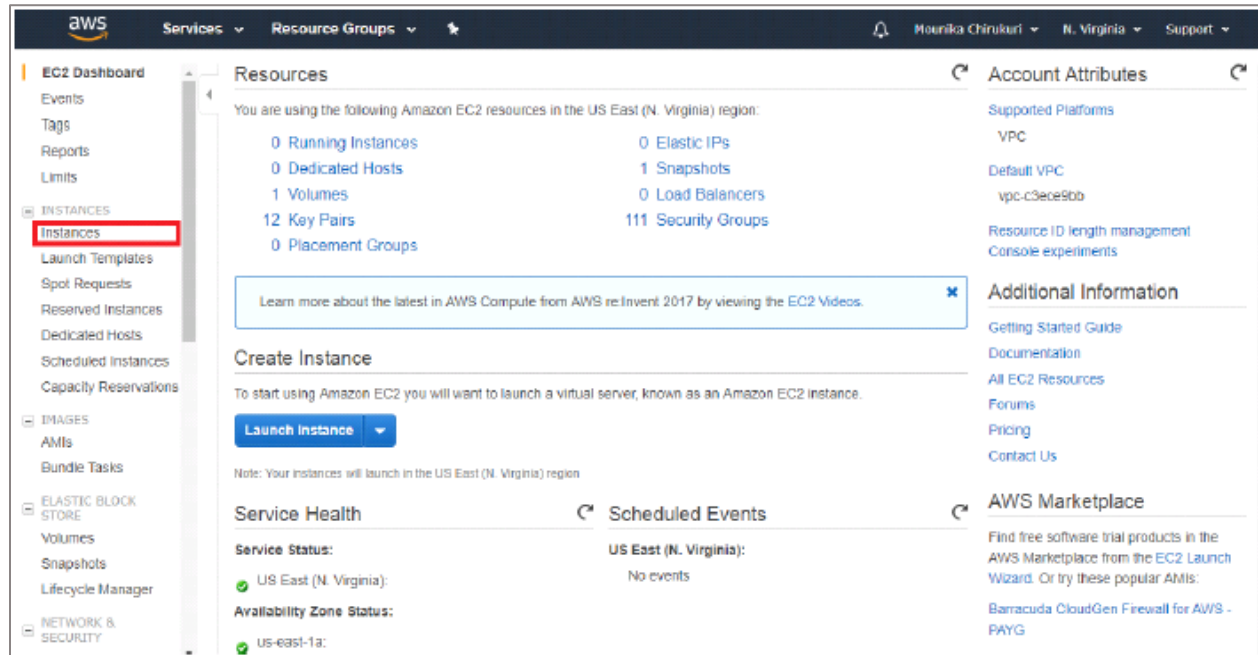 aws Services Resource Groups Mounika Chirukuri N. Virginia Support
EC2 Dashboard
Events
Tags
Reports
Limits
INSTANCES
Instances
Launch Templates
Spot Requests
Reserved Instances
Dedicated Hosts
Scheduled Instances
Capacity Reservations
IMAGES
AMIs
Bundle Tasks
ELASTIC BLOCK
STORE
Volumes
Snapshots
Lifecycle Manager
NETWORK &
SECURITY
Resources
You are using the following Amazon EC2 resources in the US East (N. Virginia) region:
0 Running Instances
0 Dedicated Hosts
1 Volumes
12 Key Pairs
0 Placement Groups
0 Elastic IPs
1 Snapshots
0 Load Balancers
111 Security Groups
Learn more about the latest in AWS Compute from AWS re:Invent 2017 by viewing the EC2 Videos.
Create Instance
To start using Amazon EC2 you will want to launch a virtual server, known as an Amazon EC2 instance.
Launch Instance
Note: Your instances will launch in the US East (N. Virginia) region
Service Health
Service Status:
US East (N. Virginia):
Availability Zone Status:
us-east-1a:
Scheduled Events
US East (N. Virginia):
No events
Account Attributes
Supported Platforms
VPC
Default VPC
vpc-c3ece9bb
Resource ID length management
Console experiments
Additional Information
Getting Started Guide
Documentation
All EC2 Resources
Forums
Pricing
Contact Us
AWS Marketplace
Find free software trial products in the
AWS Marketplace from the EC2 Launch
Wizard. Or try these popular AMIs:
Barracuda CloudGen Firewall for AWS -
PAYG